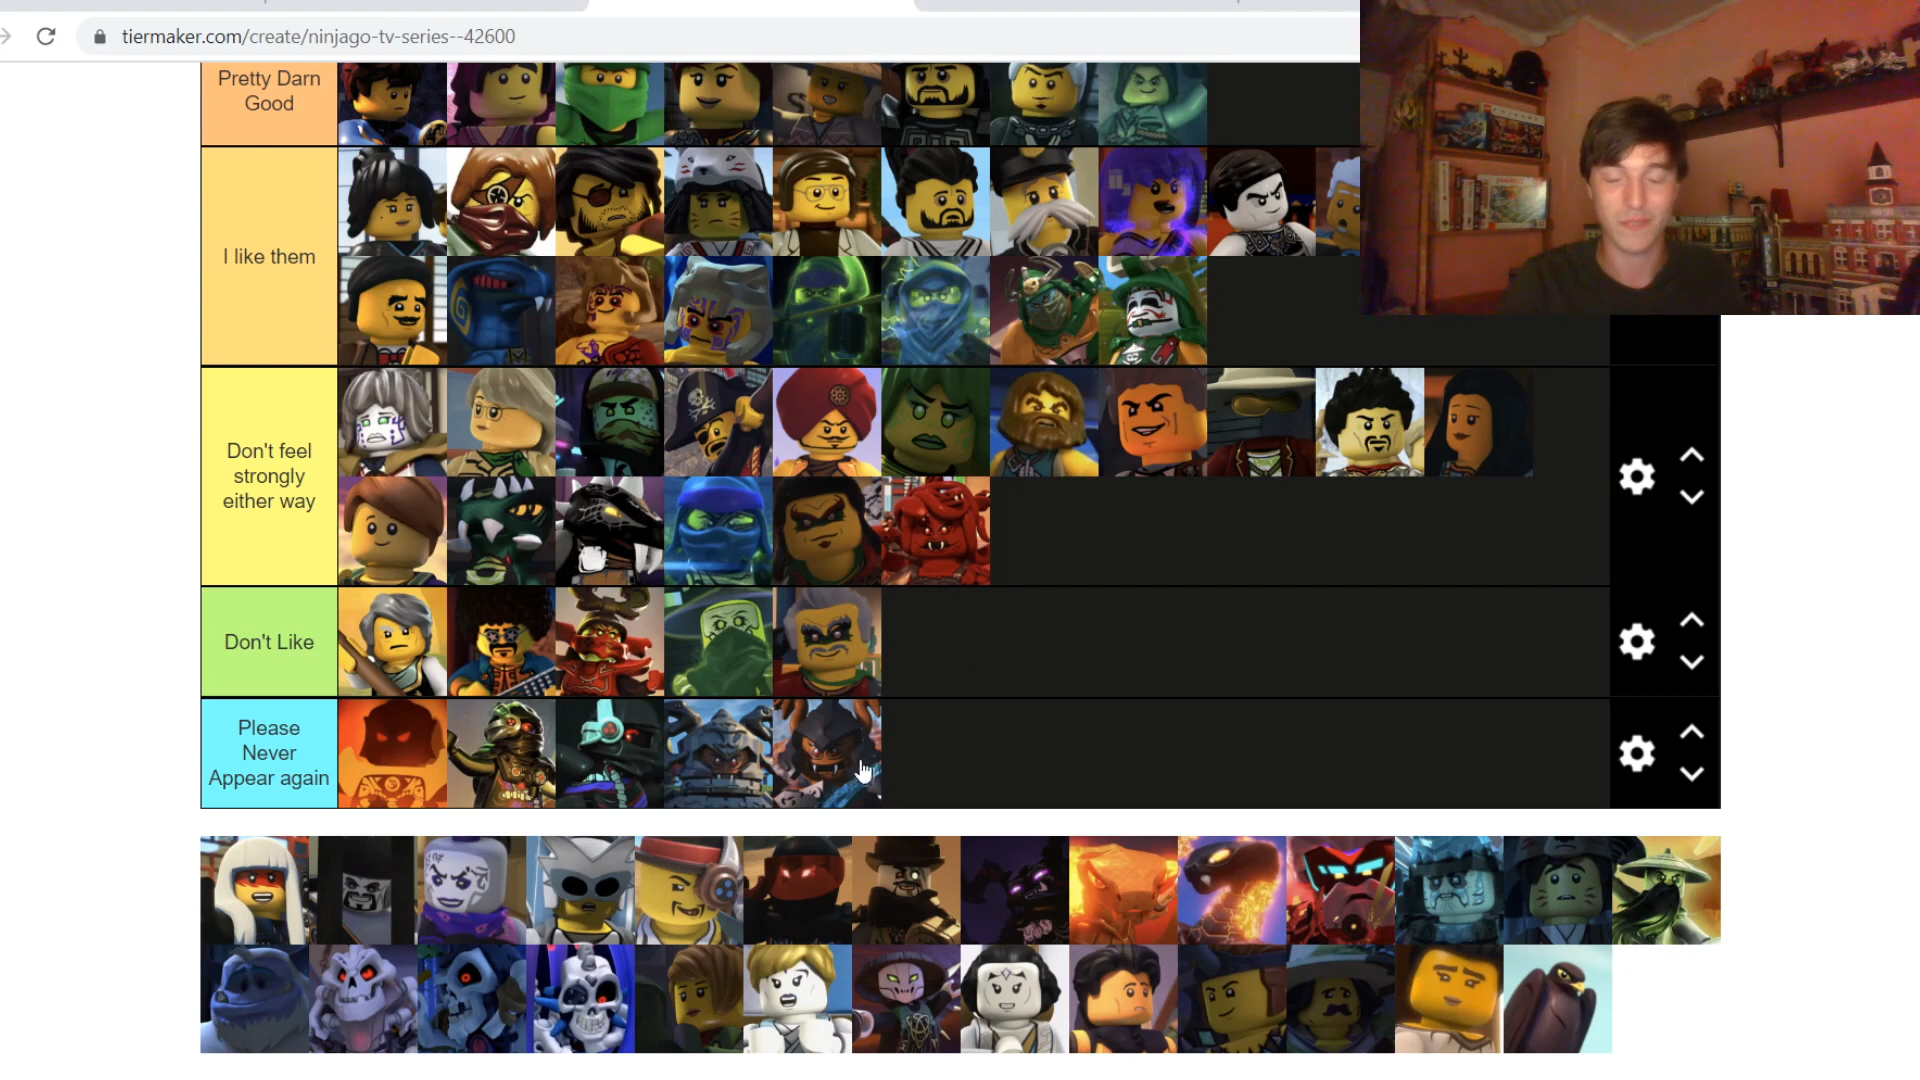 tiermaker.com/create/ninjago-tv-series--42600
Pretty Darn
Good
I like them
Don't feel
strongly
either way
Don't Like
Please
Never
Appear again